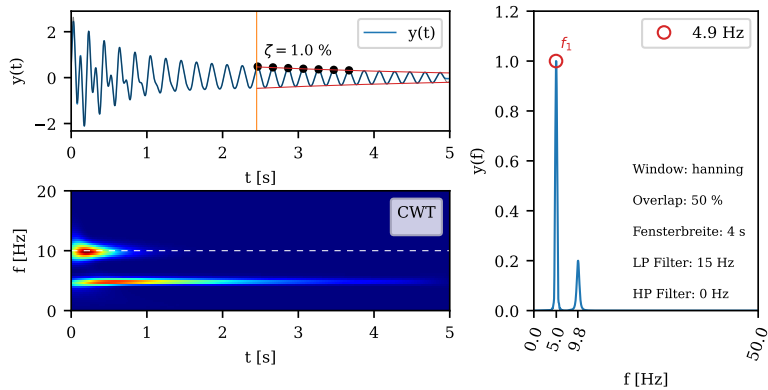 2
0
−2
y(t)
y(t)
ζ = 1.0 %
0 1 2 3 4 5
t [s]
20
10
0
f [Hz]
CWT
0 1 2 3 4 5
t [s]
1.2
1.0
0.8
0.6
0.4
0.2
0.0
y(f)
f1
4.9 Hz
Window: hanning
Overlap: 50 %
Fensterbreite: 4 s
LP Filter: 15 Hz
HP Filter: 0 Hz
0.0 5.0 9.8 50.0
f [Hz]